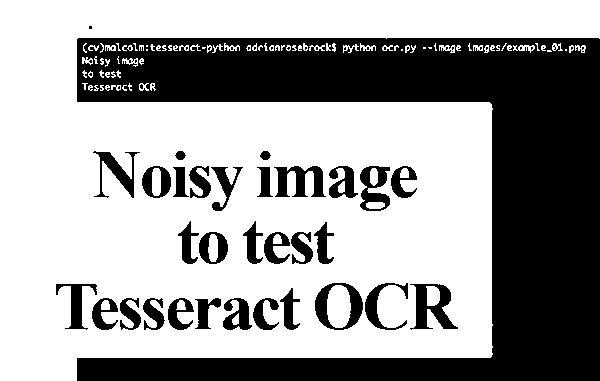 (cv)malcolm:tesseract-python adrianrosebrock$ python ocr.py --image images/example_01.png
Noisy image
to test
Tesseract OCR
Noisy image
to test
Tesseract OCR